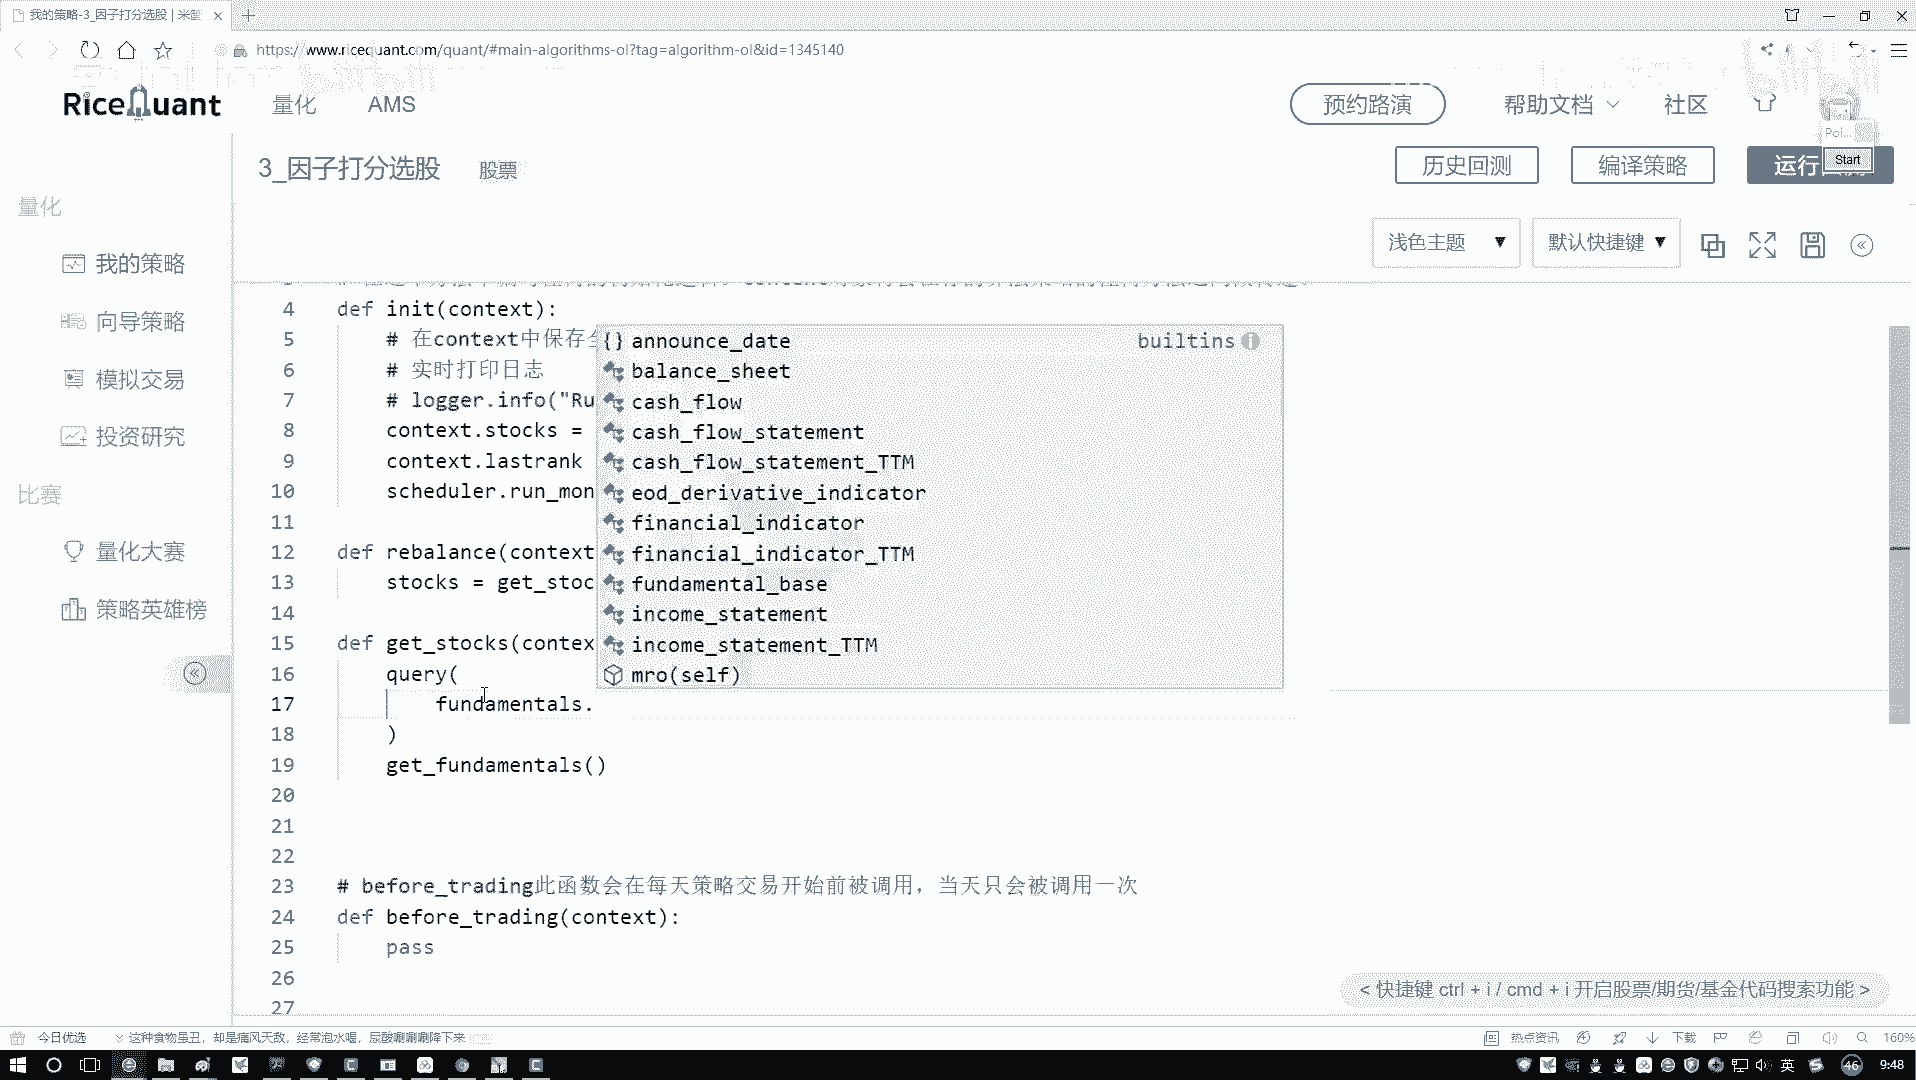 我的策略-3_因子打分选股 | 米筐
https://www.ricequant.com/quant/#main-algorithms-ol?tag=algorithm-ol&id=1345140
RiceQuant
量化
AMS
预约路演
帮助文档
社区
Poi...
3_因子打分选股
股票
历史回测
编译策略
运行
Start
量化
浅色主题
默认快捷键
我的策略
向导策略
模拟交易
投资研究
比赛
量化大赛
策略英雄榜
4 def init(context):
5 # 在context中保存
6 # 实时打印日志
7 # logger.info("Ru
8 context.stocks =
9 context.lastrank
10 scheduler.run_mon
11
12 def rebalance(context
13 stocks = get_stoc
14
15 def get_stocks(contex
16 query(
17 fundamentals.
18 )
19 get_fundamentals()
20
21
22
23 # before_trading此函数会在每天策略交易开始前被调用，当天只会被调用一次
24 def before_trading(context):
25 pass
26
27
{} announce_date builtins
balance_sheet
cash_flow
cash_flow_statement
cash_flow_statement_TTM
eod_derivative_indicator
financial_indicator
financial_indicator_TTM
fundamental_base
income_statement
income_statement_TTM
mro(self)
< 快捷键 ctrl + i / cmd + i 开启股票/期货/基金代码搜索功能 >
今日优选
这种食物虽丑，却是痛风天敌，经常泡水喝，尿酸唰唰唰降下来
热点资讯
下载
160%
英
46
9:48